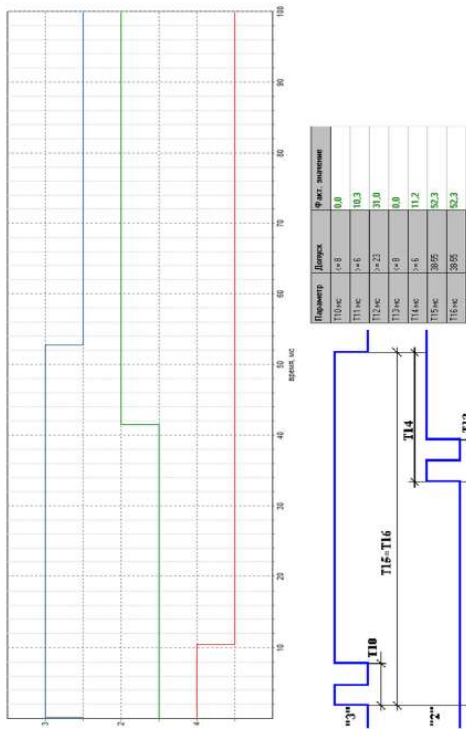 3
2
4
10
20
30
40
50
60
70
80
90
100
время, мс
Параметр Допуск Факт. значение
T10 мс <= 8 0,0
T11 мс >= 6 10,3
T12 мс >= 23 31,0
T13 мс <= 8 0,0
T14 мс >= 6 11,2
T15 мс 38-55 52,3
T16 мс 38-55 52,3
"3"
T10
T15=T16
T14
"2"